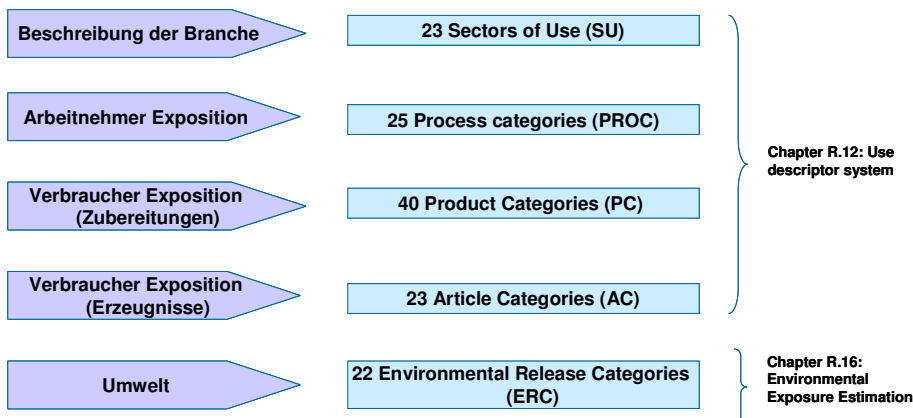 Beschreibung der Branche
23 Sectors of Use (SU)
Arbeitnehmer Exposition
25 Process categories (PROC)
Chapter R.12: Use
descriptor system
Verbraucher Exposition
(Zubereitungen)
40 Product Categories (PC)
Verbraucher Exposition
(Erzeugnisse)
23 Article Categories (AC)
Umwelt
22 Environmental Release Categories
(ERC)
Chapter R.16:
Environmental
Exposure Estimation